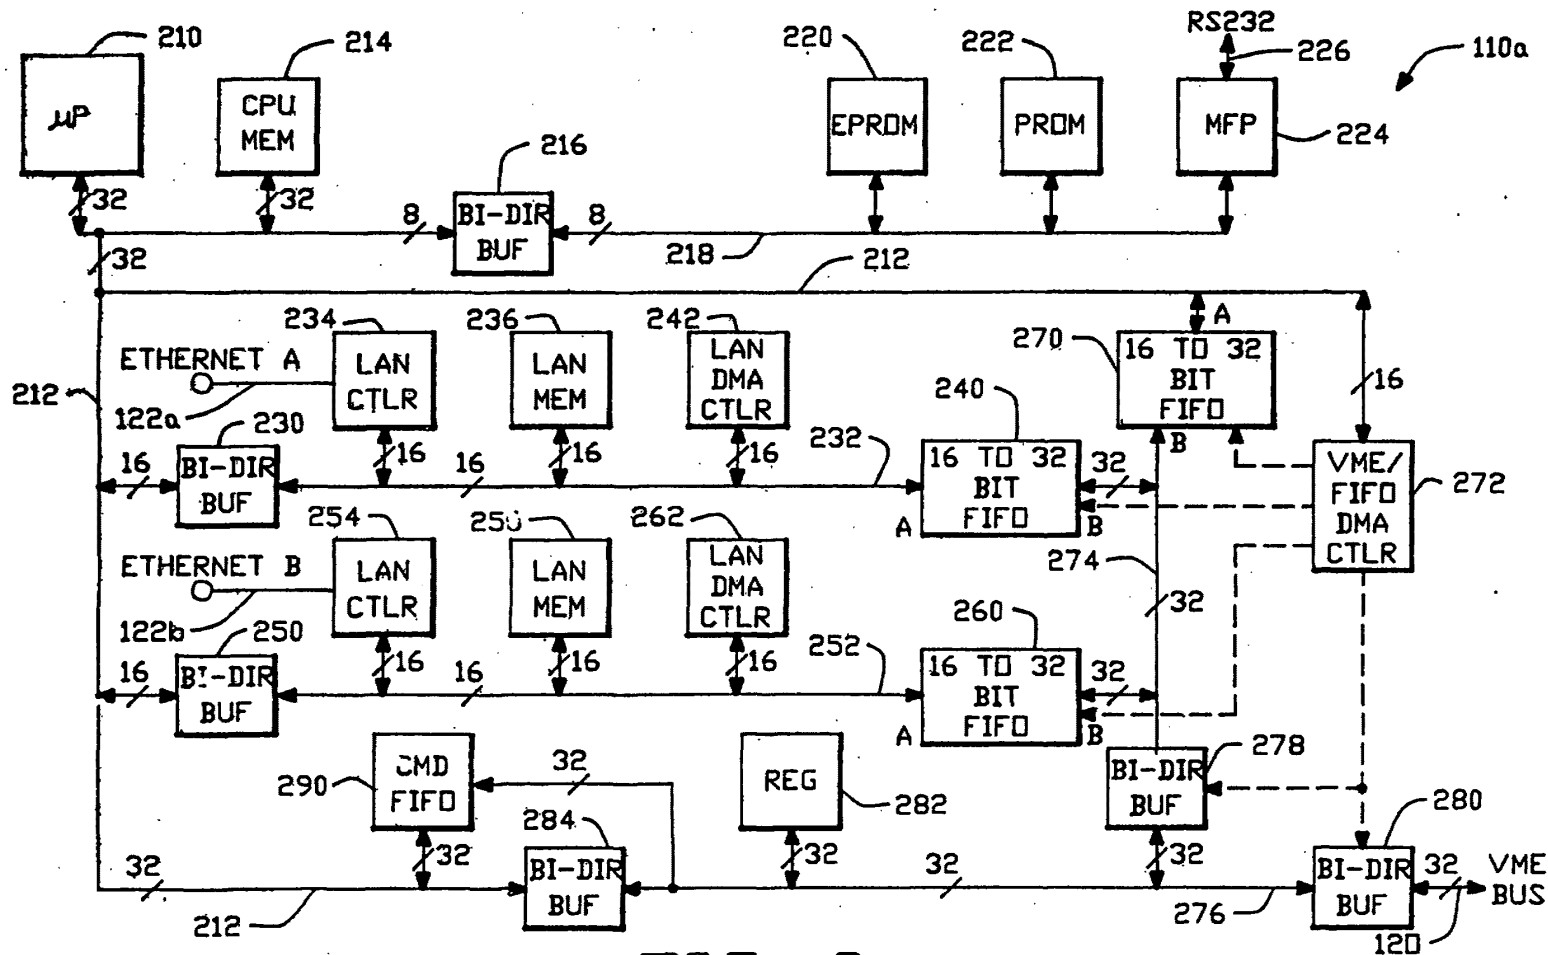 210
214
220
222
RS232
226
110a
µP
CPU
MEM
EPROM
PROM
MFP
224
216
32
32
8
BI-DIR
BUF
8
218
212
32
234
236
242
A
270
16 TO 32
BIT
FIFO
16
ETHERNET A
LAN
CTLR
LAN
MEM
LAN
DMA
CTLR
212
122a
230
240
B
16
BI-DIR
BUF
16
16
16
16
232
16 TO 32
BIT
FIFO
32
A
B
VME/
FIFO
DMA
CTLR
272
254
262
ETHERNET B
LAN
CTLR
LAN
MEM
LAN
DMA
CTLR
274
32
122b
250
260
16
BI-DIR
BUF
16
16
16
16
252
16 TO 32
BIT
FIFO
32
A
B
290
CMD
FIFO
32
REG
282
BI-DIR
BUF
278
280
284
32
32
BI-DIR
BUF
32
32
32
BI-DIR
BUF
32
VME
BUS
212
276
120